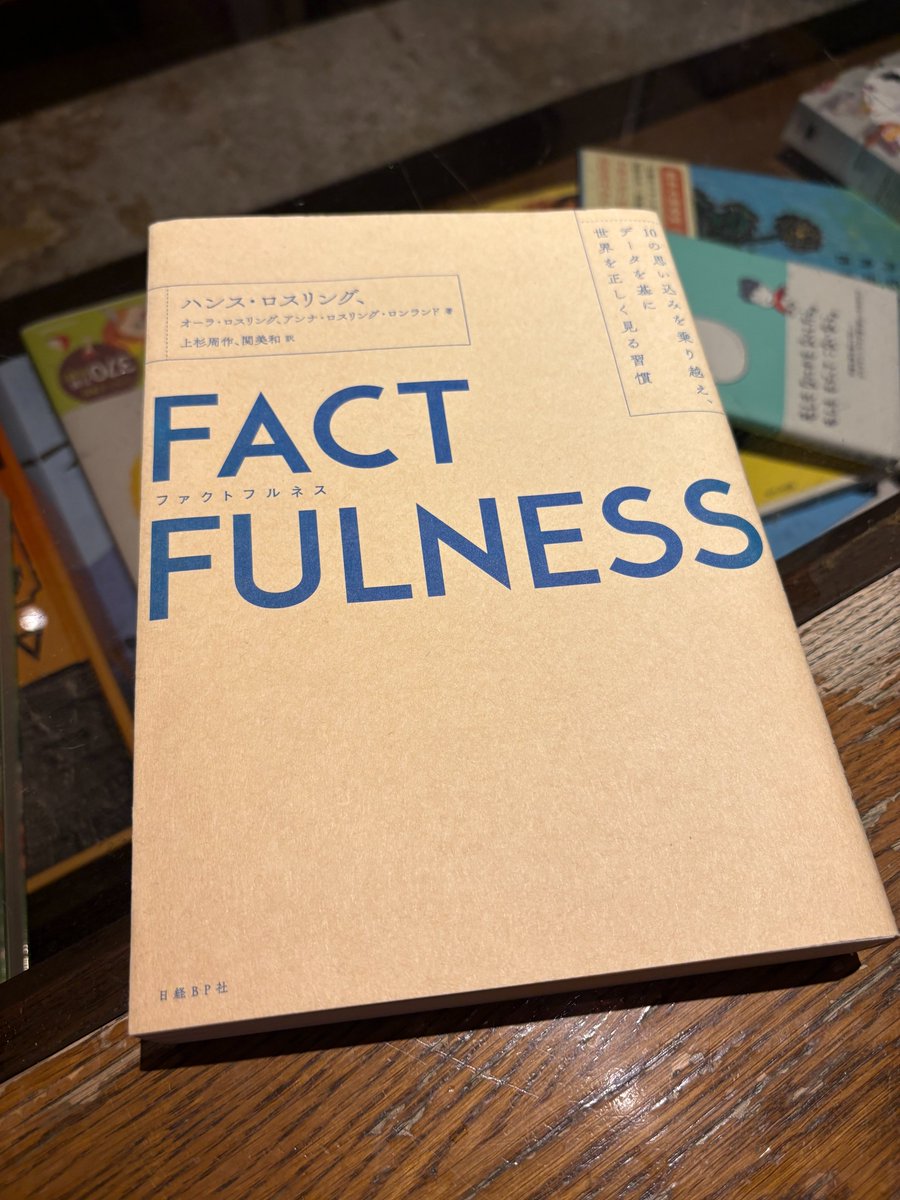 ハンス・ロスリング、
オーラ・ロスリング、アンナ・ロスリング・ロンランド 著
上杉周作、関美和 訳
10の思い込みを乗り越え、
データを基に
世界を正しく見る習慣
FACT
ファクトフルネス
FULNESS
日経BP社
370